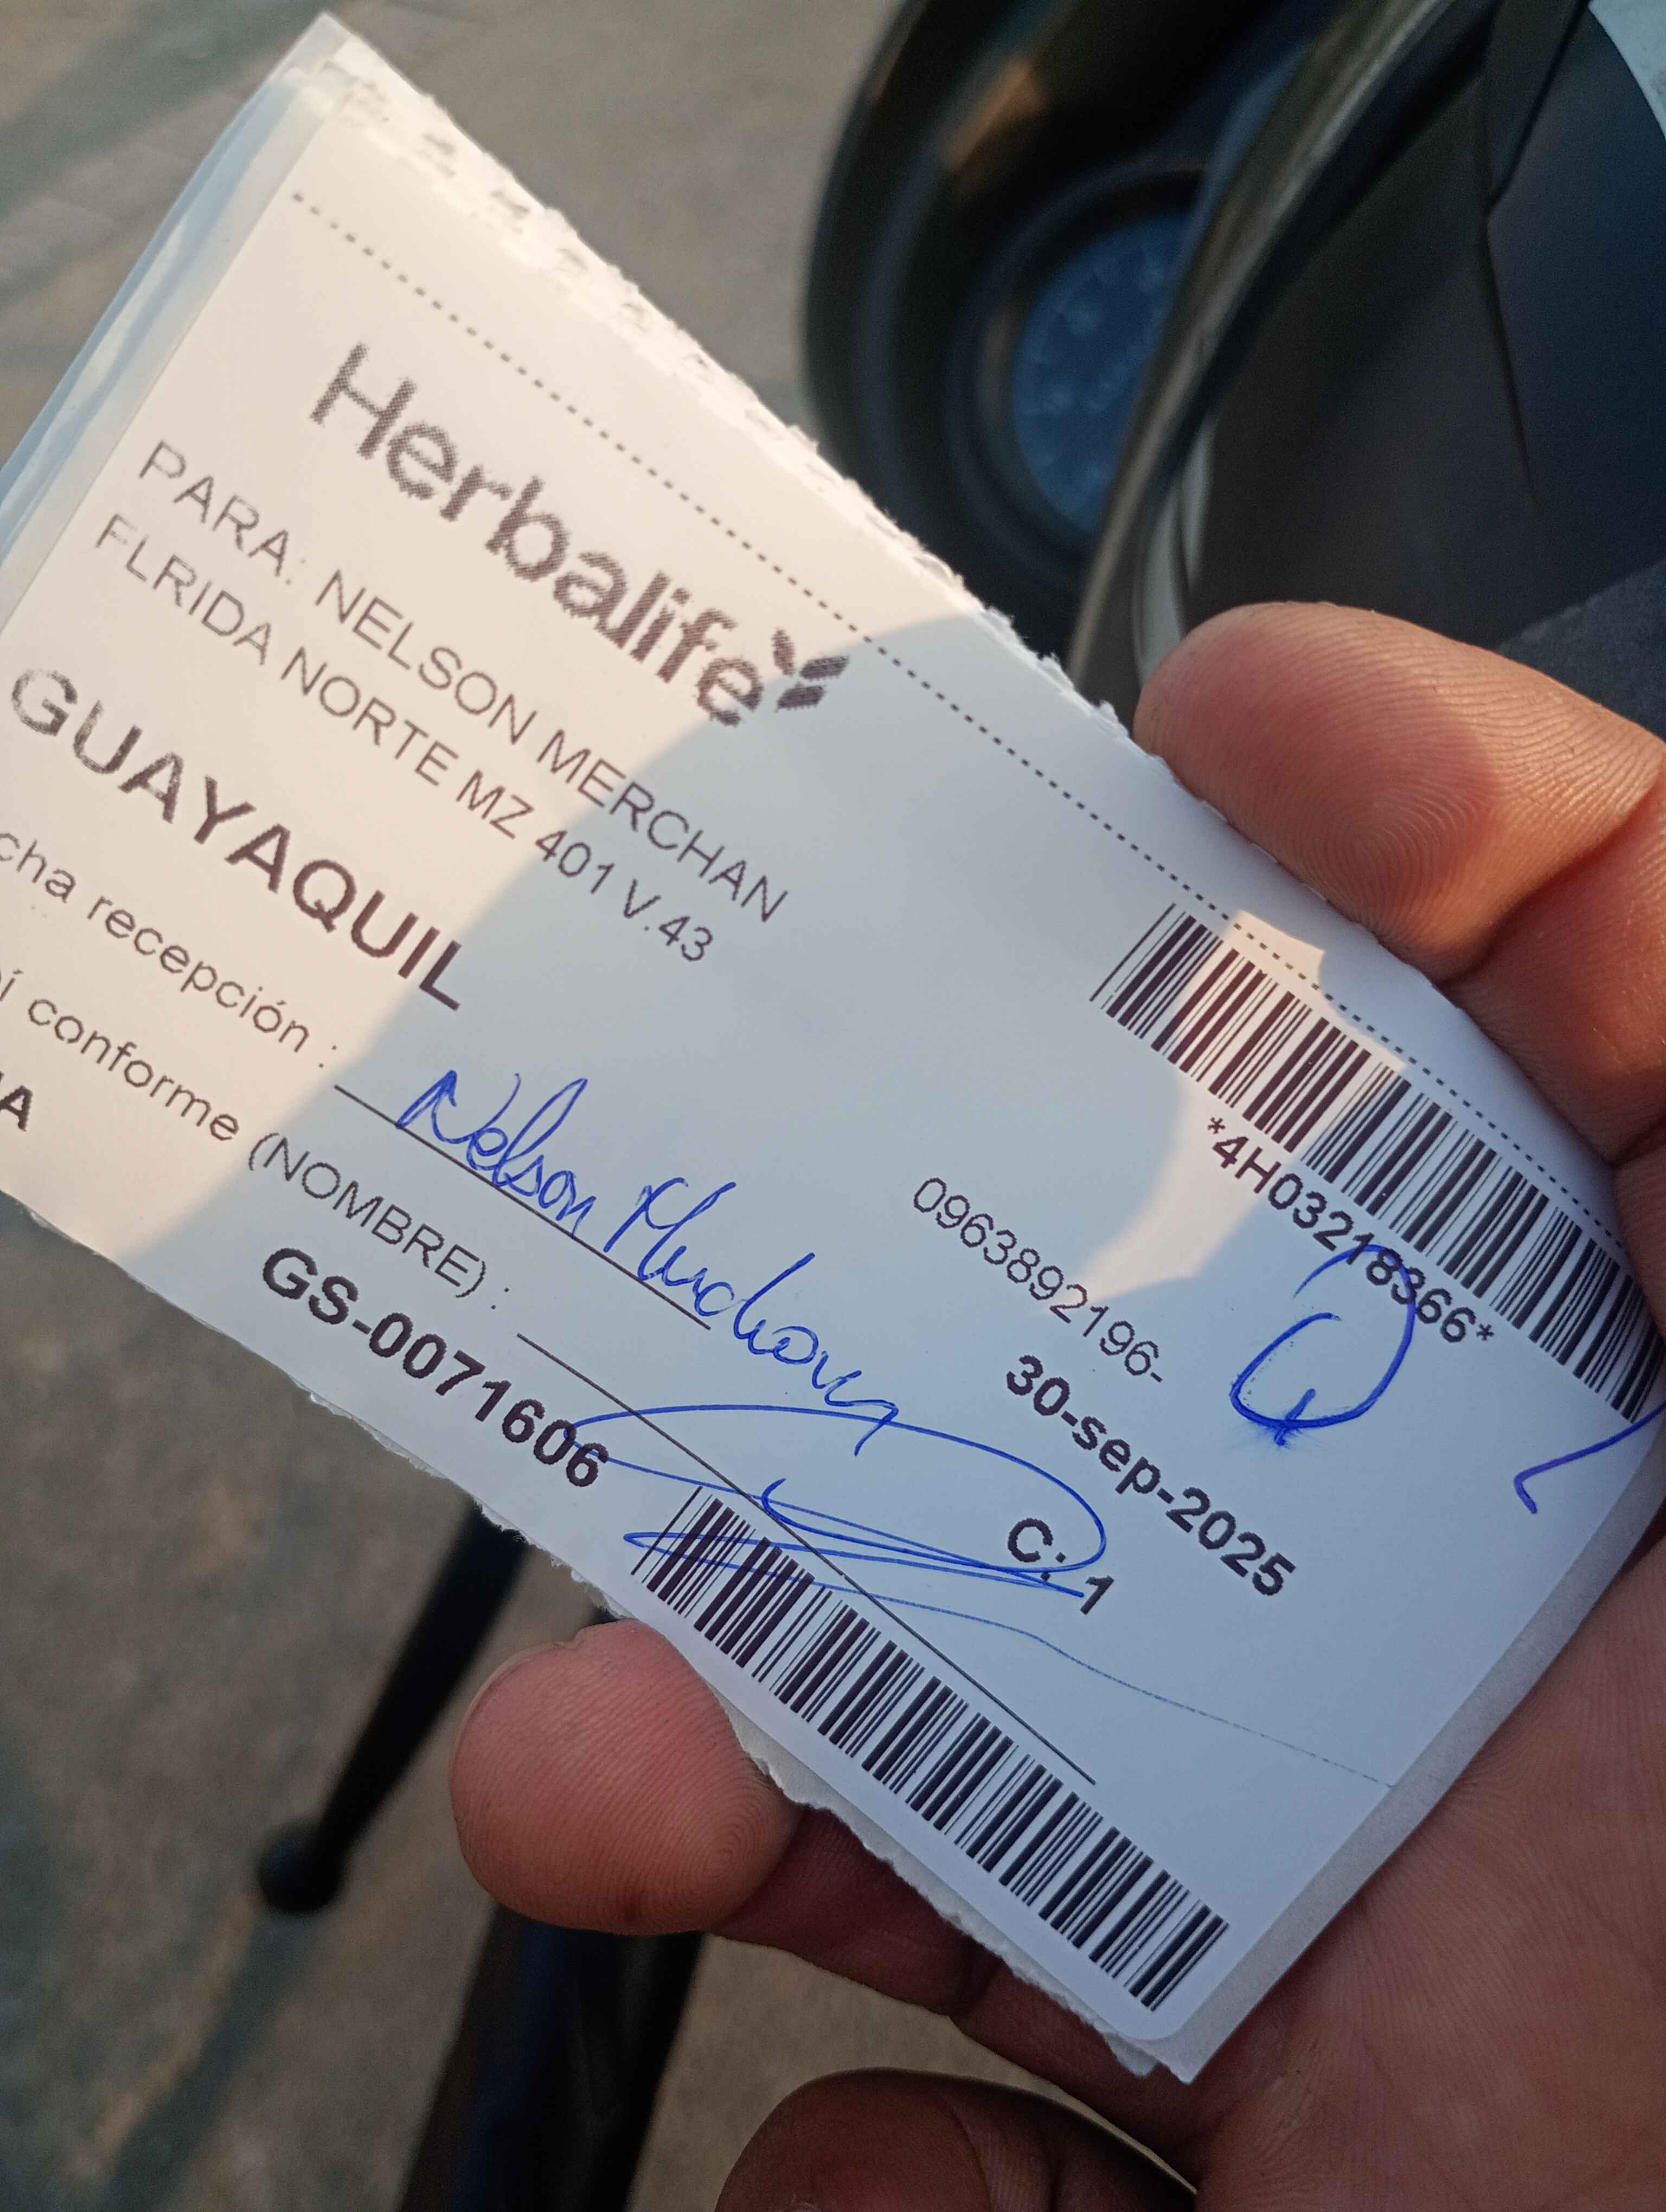 Herbalife
PARA: NELSON MERCHAN
FLRIDA NORTE MZ 401 V.43
*4H03218366*
GUAYAQUIL
0963892196-
30-sep-2025
cha recepción :
Nelson
í conforme (NOMBRE) :
C: 1
A
GS-0071606